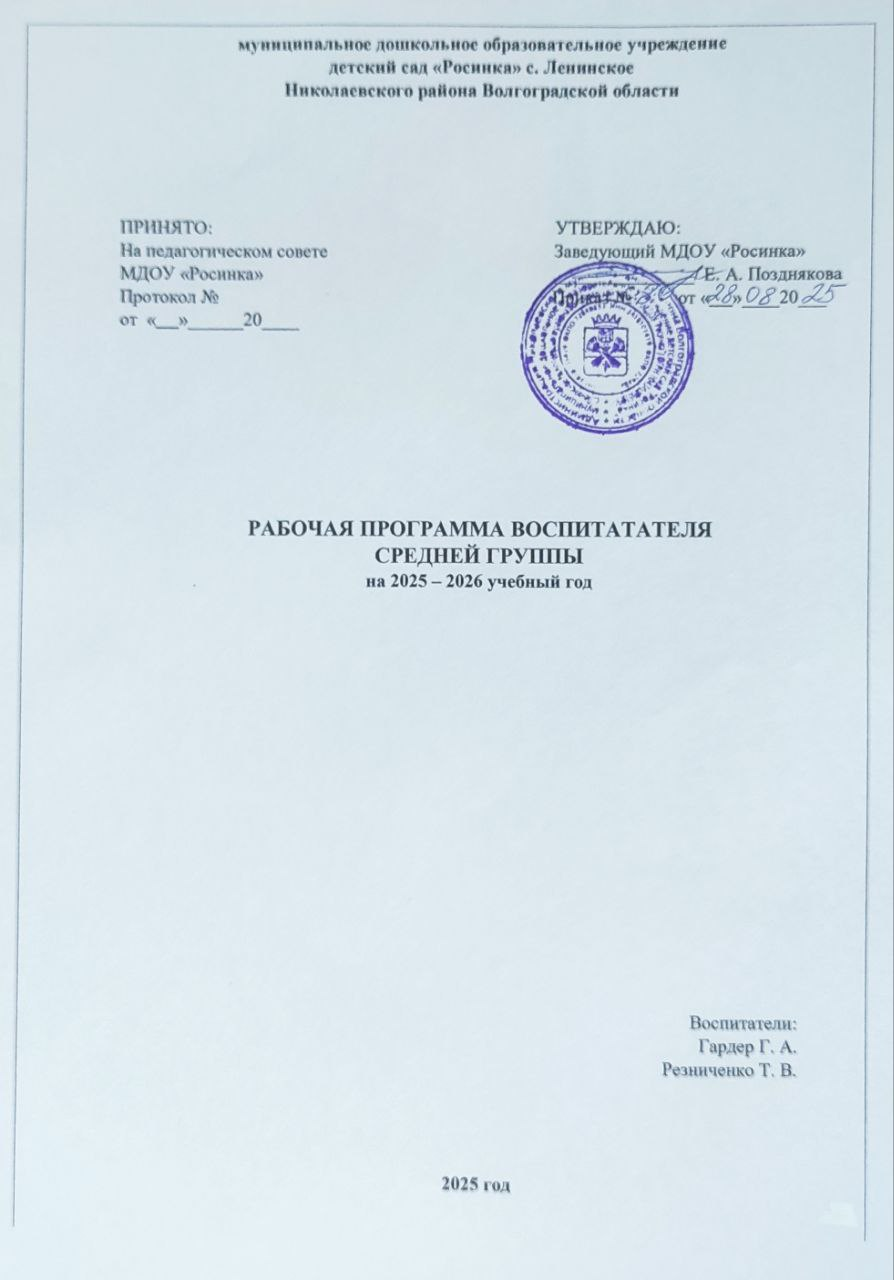 муниципальное дошкольное образовательное учреждение
детский сад «Росинка» с. Ленинское
Николаевского района Волгоградской области
ПРИНЯТО:
На педагогическом совете
МДОУ «Росинка»
Протокол №
от «__»______20____
УТВЕРЖДАЮ:
Заведующий МДОУ «Росинка»
Е. А. Позднякова
Приказ № от «28» 08 2025
РАБОЧАЯ ПРОГРАММА ВОСПИТАТАТЕЛЯ
СРЕДНЕЙ ГРУППЫ
на 2025 – 2026 учебный год
Воспитатели:
Гардер Г. А.
Резниченко Т. В.
2025 год